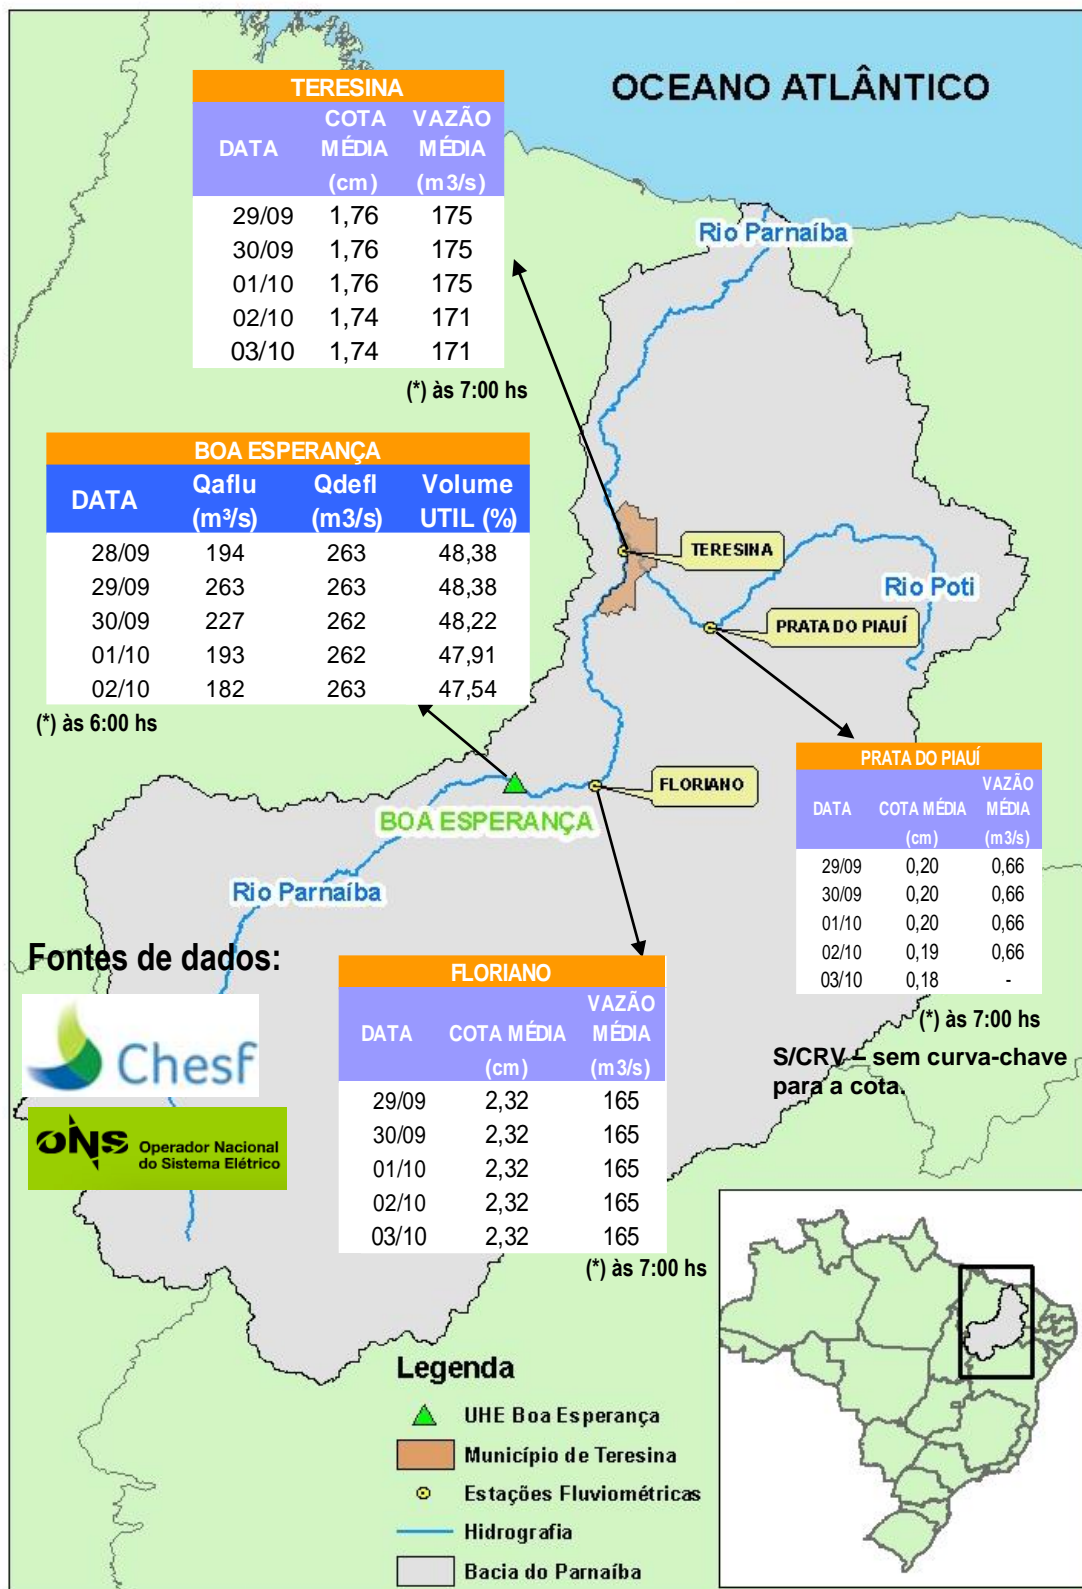 OCEANO ATLÂNTICO
TERESINA
DATA COTA MÉDIA (cm) VAZÃO MÉDIA (m3/s)
29/09 1,76 175
30/09 1,76 175
01/10 1,76 175
02/10 1,74 171
03/10 1,74 171
(*) às 7:00 hs
Rio Parnaíba
BOA ESPERANÇA
DATA Qaflu (m³/s) Qdefl (m3/s) Volume UTIL (%)
28/09 194 263 48,38
29/09 263 263 48,38
30/09 227 262 48,22
01/10 193 262 47,91
02/10 182 263 47,54
(*) às 6:00 hs
TERESINA
Rio Poti
PRATA DO PIAUÍ
FLORIANO
BOA ESPERANÇA
Rio Parnaíba
PRATA DO PIAUÍ
DATA COTA MÉDIA (cm) VAZÃO MÉDIA (m3/s)
29/09 0,20 0,66
30/09 0,20 0,66
01/10 0,20 0,66
02/10 0,19 0,66
03/10 0,18 -
(*) às 7:00 hs
S/CRV – sem curva-chave
para a cota.
Fontes de dados:
Chesf
ONS Operador Nacional
do Sistema Elétrico
FLORIANO
DATA COTA MÉDIA (cm) VAZÃO MÉDIA (m3/s)
29/09 2,32 165
30/09 2,32 165
01/10 2,32 165
02/10 2,32 165
03/10 2,32 165
(*) às 7:00 hs
Legenda
UHE Boa Esperança
Município de Teresina
Estações Fluviométricas
Hidrografia
Bacia do Parnaíba